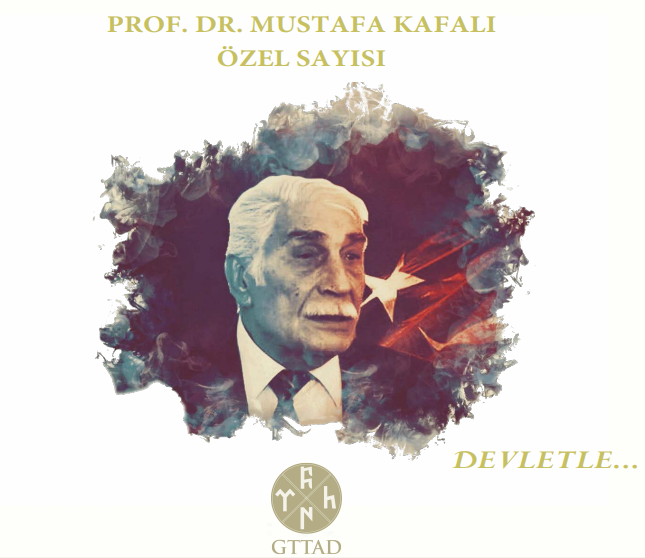 PROF. DR. MUSTAFA KAFALI
ÖZEL SAYISI
DEVLETLE...
GTTAD